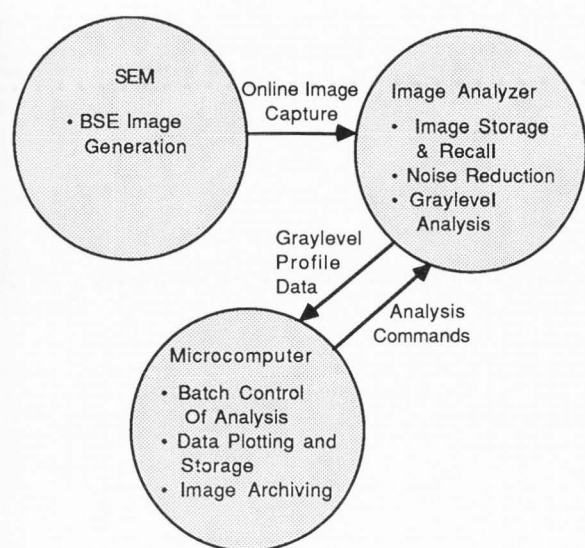 SEM
• BSE Image
Generation
Online Image
Capture
Image Analyzer
• Image Storage
& Recall
• Noise Reduction
• Graylevel
Analysis
Graylevel
Profile
Data
Analysis
Commands
Microcomputer
• Batch Control
Of Analysis
• Data Plotting and
Storage
• Image Archiving